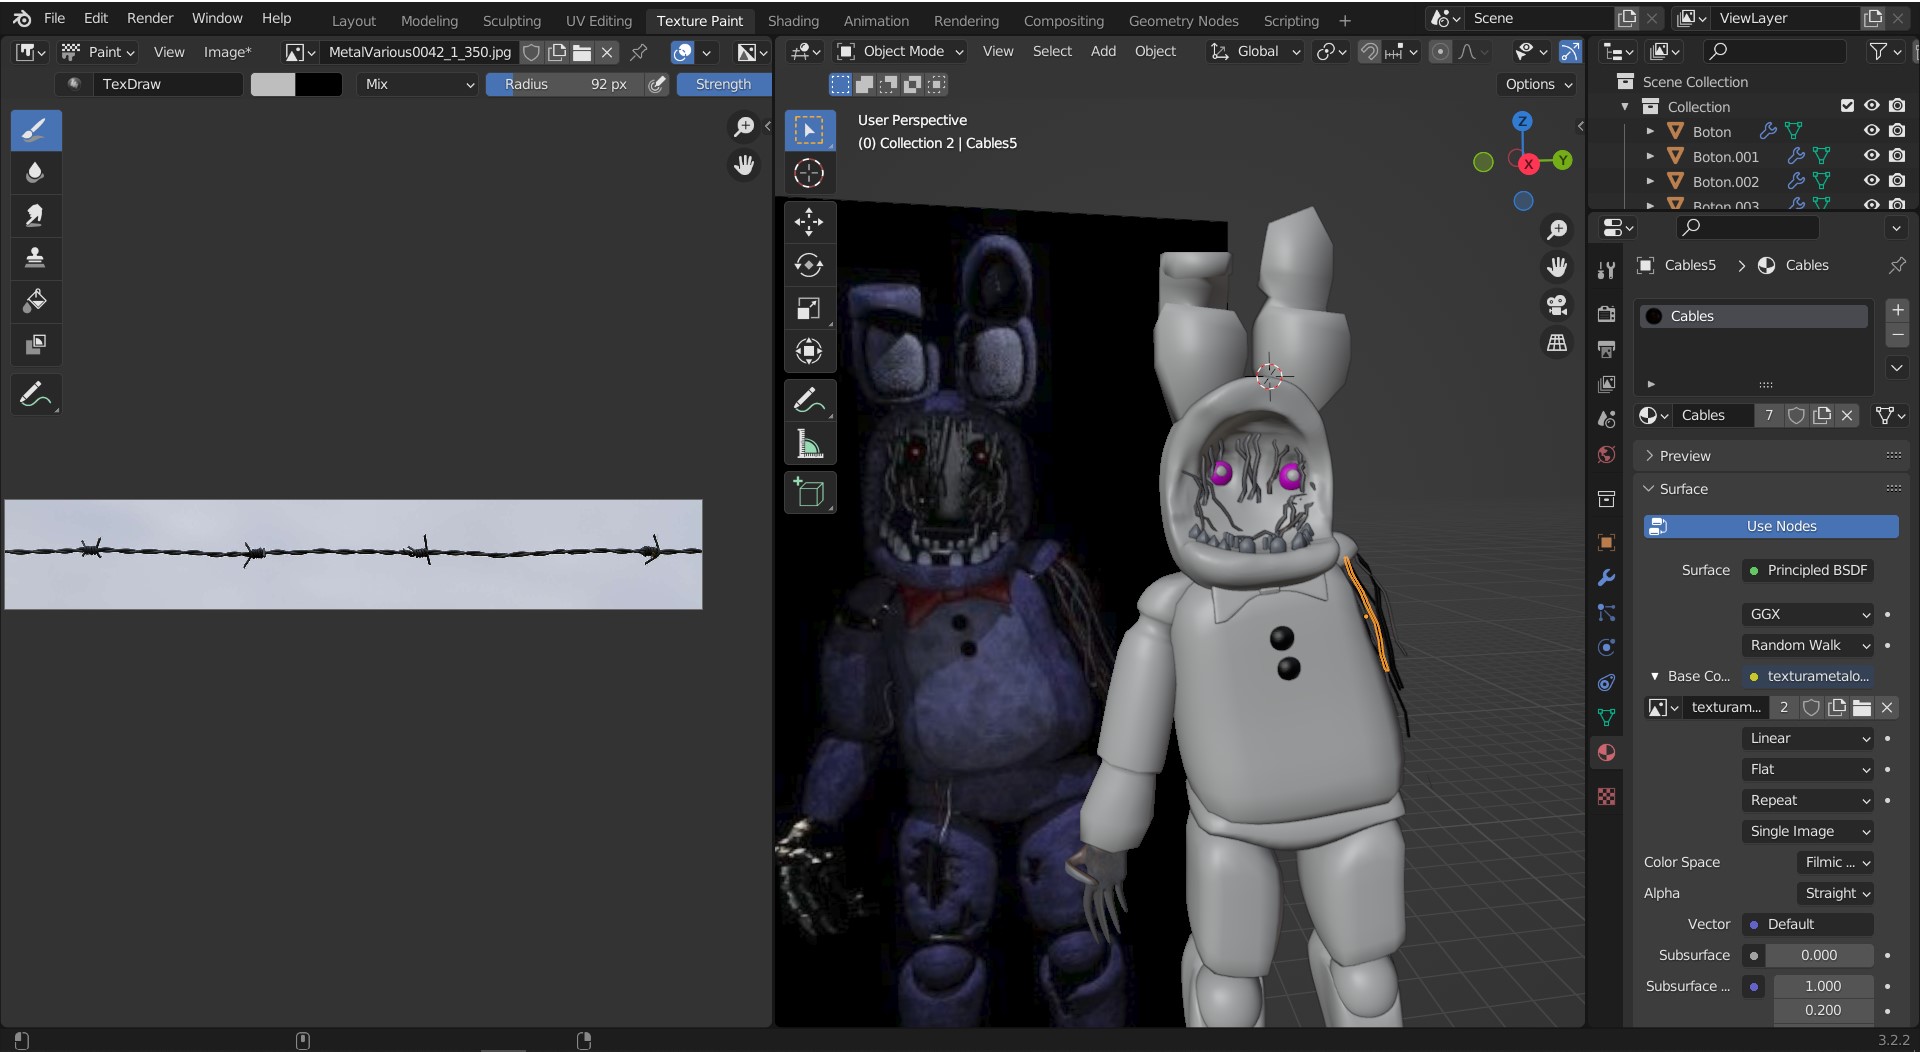 File Edit Render Window Help
Layout Modeling Sculpting UV Editing Texture Paint Shading Animation Rendering Compositing Geometry Nodes Scripting
Scene
ViewLayer
Paint View Image* MetalVarious0042_1_350.jpg
TexDraw Mix Radius 92 px Strength
Object Mode View Select Add Object Global
Options
User Perspective
(0) Collection 2 | Cables5
Z
X
Y
Scene Collection
Collection
Boton
Boton.001
Boton.002
Boton.003
Cables5 > Cables
Cables
Cables 7
Preview
Surface
Use Nodes
Surface Principled BSDF
GGX
Random Walk
Base Co... texturametalo...
texturam... 2
Linear
Flat
Repeat
Single Image
Color Space Filmic ...
Alpha Straight
Vector Default
Subsurface 0.000
Subsurface ... 1.000
0.200
3.2.2